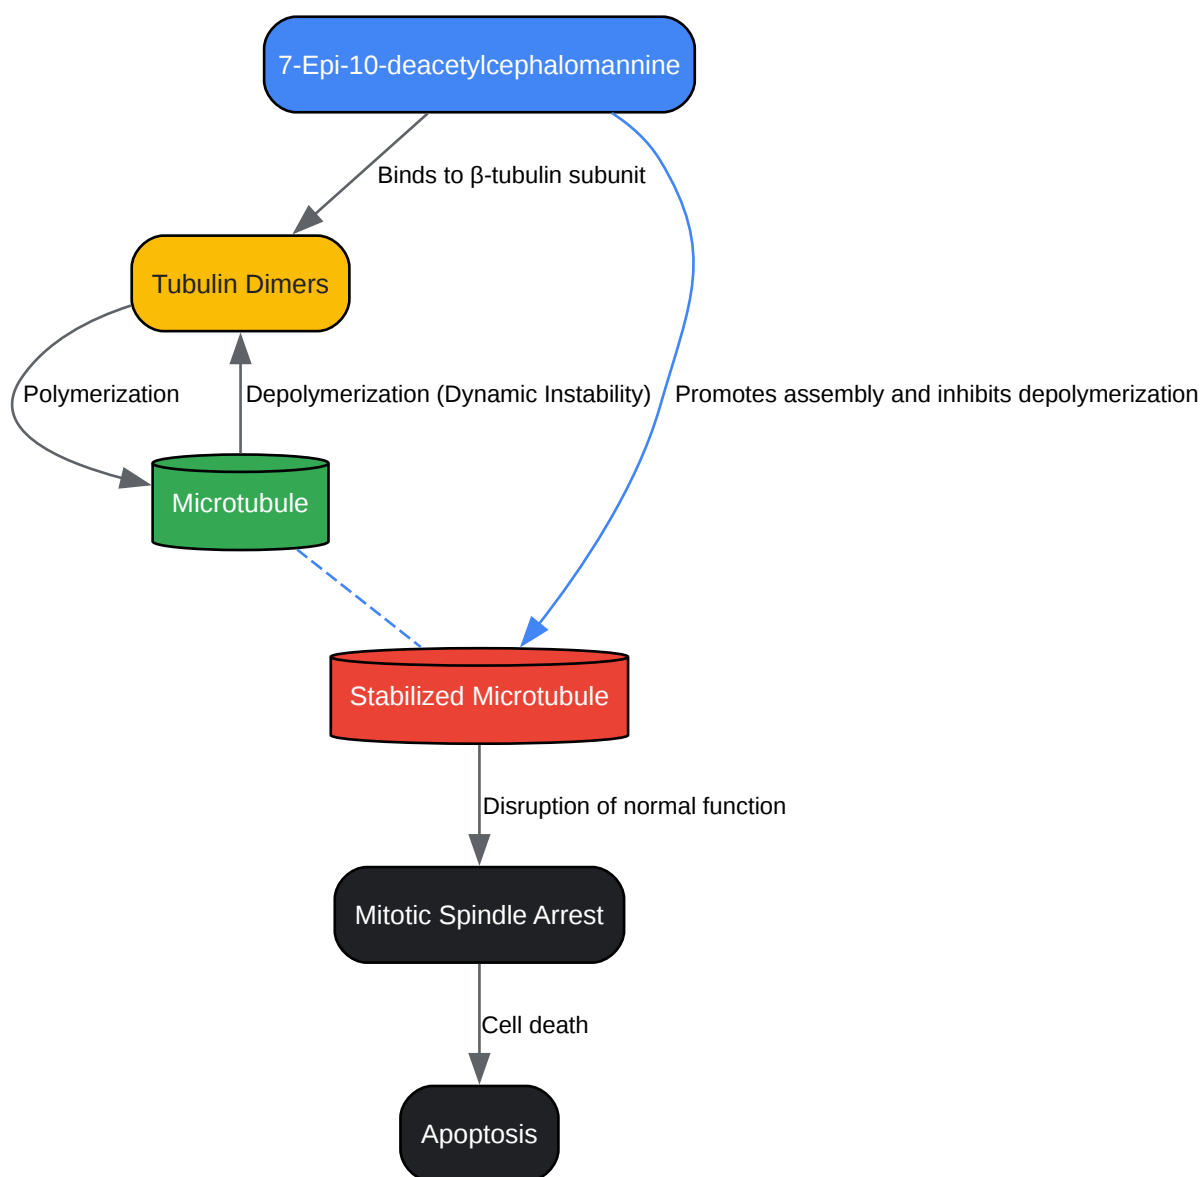 7-Epi-10-deacetylcephalomannine
Binds to β-tubulin subunit
Tubulin Dimers
Polymerization
Depolymerization (Dynamic Instability)
Promotes assembly and inhibits depolymerization
Microtubule
Stabilized Microtubule
Disruption of normal function
Mitotic Spindle Arrest
Cell death
Apoptosis